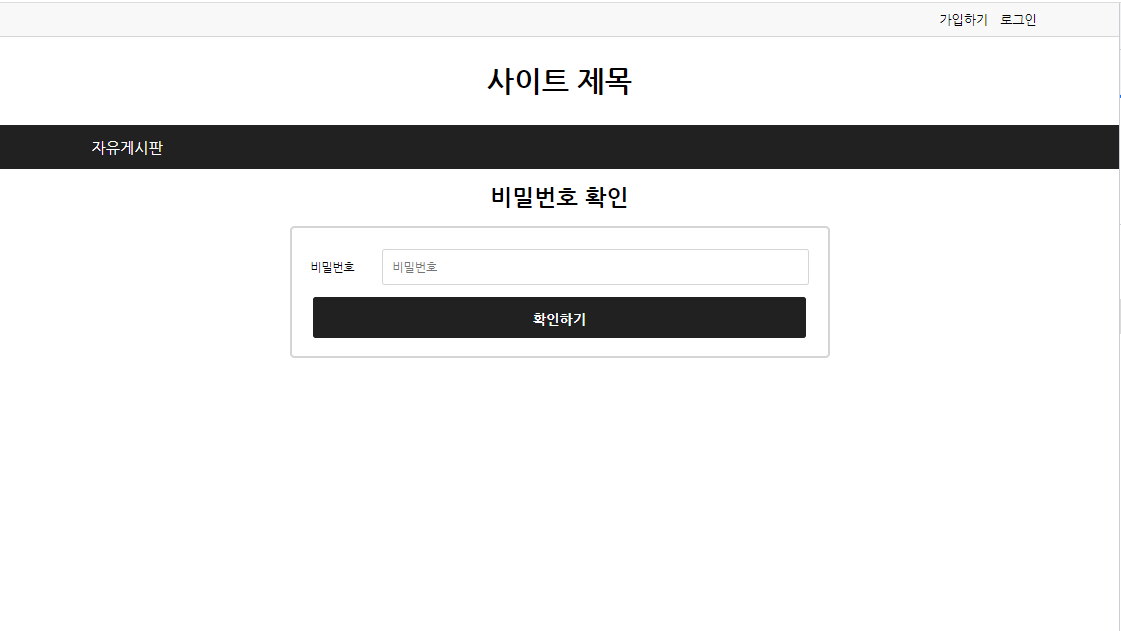 가입하기 로그인
사이트 제목
자유게시판
비밀번호 확인
비밀번호 비밀번호
확인하기